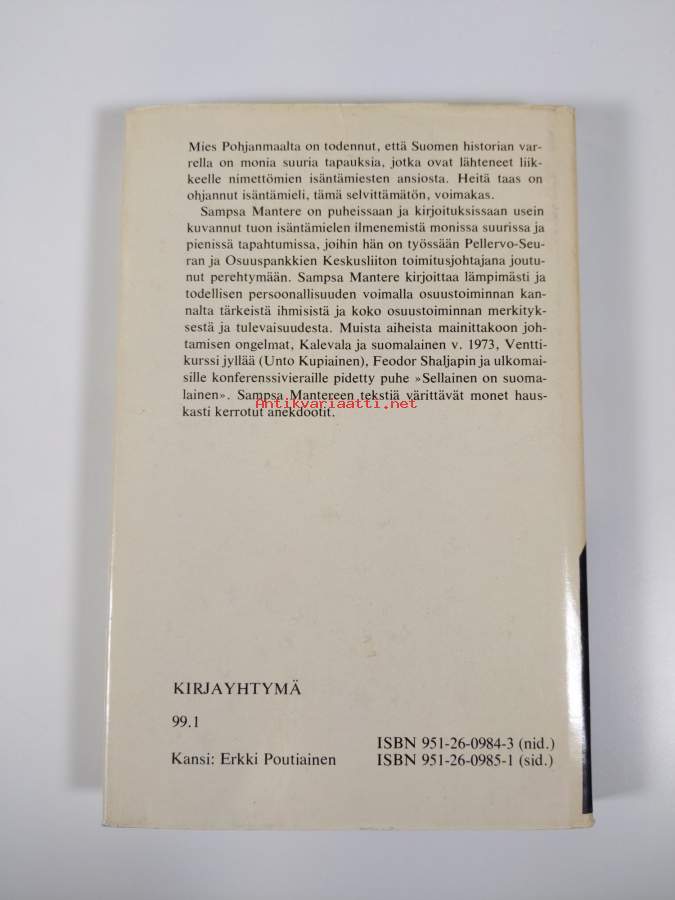 Mies Pohjanmaalta on todennut, että Suomen historian var-
rella on monia suuria tapauksia, jotka ovat lähteneet liik-
keelle nimettömien isäntämiesten ansiosta. Heitä taas on
ohjannut isäntämieli, tämä selvittämätön, voimakas.
Sampsa Mantere on puheissaan ja kirjoituksissaan usein
kuvannut tuon isäntämielen ilmenemistä monissa suurissa ja
pienissä tapahtumissa, joihin hän on työssään Pellervo-Seu-
ran ja Osuuspankkien Keskusliiton toimitusjohtajana joutu-
nut perehtymään. Sampsa Mantere kirjoittaa lämpimästi ja
todellisen persoonallisuuden voimalla osuustoiminnan kan-
nalta tärkeistä ihmisistä ja koko osuustoiminnan merkityk-
sestä ja tulevaisuudesta. Muista aiheista mainittakoon joh-
tamisen ongelmat, Kalevala ja suomalainen v. 1973, Ventti-
kurssi jyllää (Unto Kupiainen), Feodor Shaljapin ja ulkomai-
sille konferenssivieraille pidetty puhe »Sellainen on suoma-
lainen». Sampsa Mantereen tekstiä värittävät monet haus-
kasti kerrotut anekdootit.
Antikvariaatti.net
KIRJAYHTYMÄ
99.1
Kansi: Erkki Poutiainen
ISBN 951-26-0984-3 (nid.)
ISBN 951-26-0985-1 (sid.)